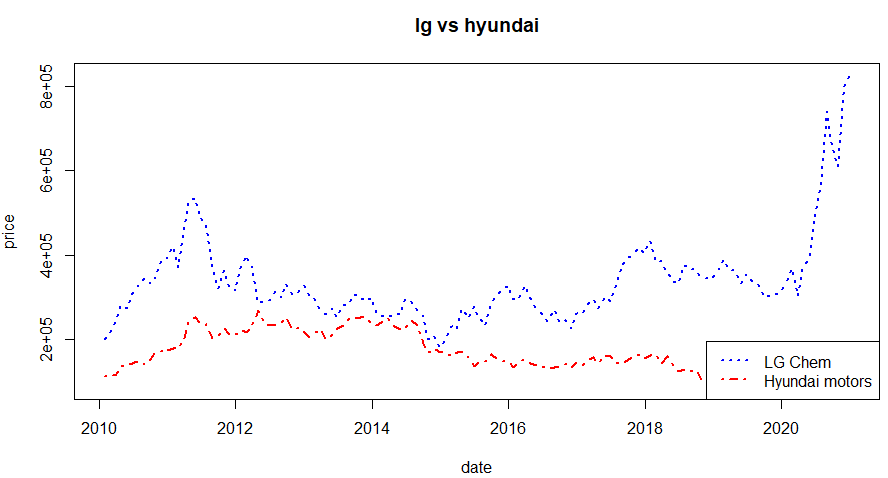 lg vs hyundai
price
8e+05
6e+05
4e+05
2e+05
LG Chem
Hyundai motors
2010 2012 2014 2016 2018 2020
date